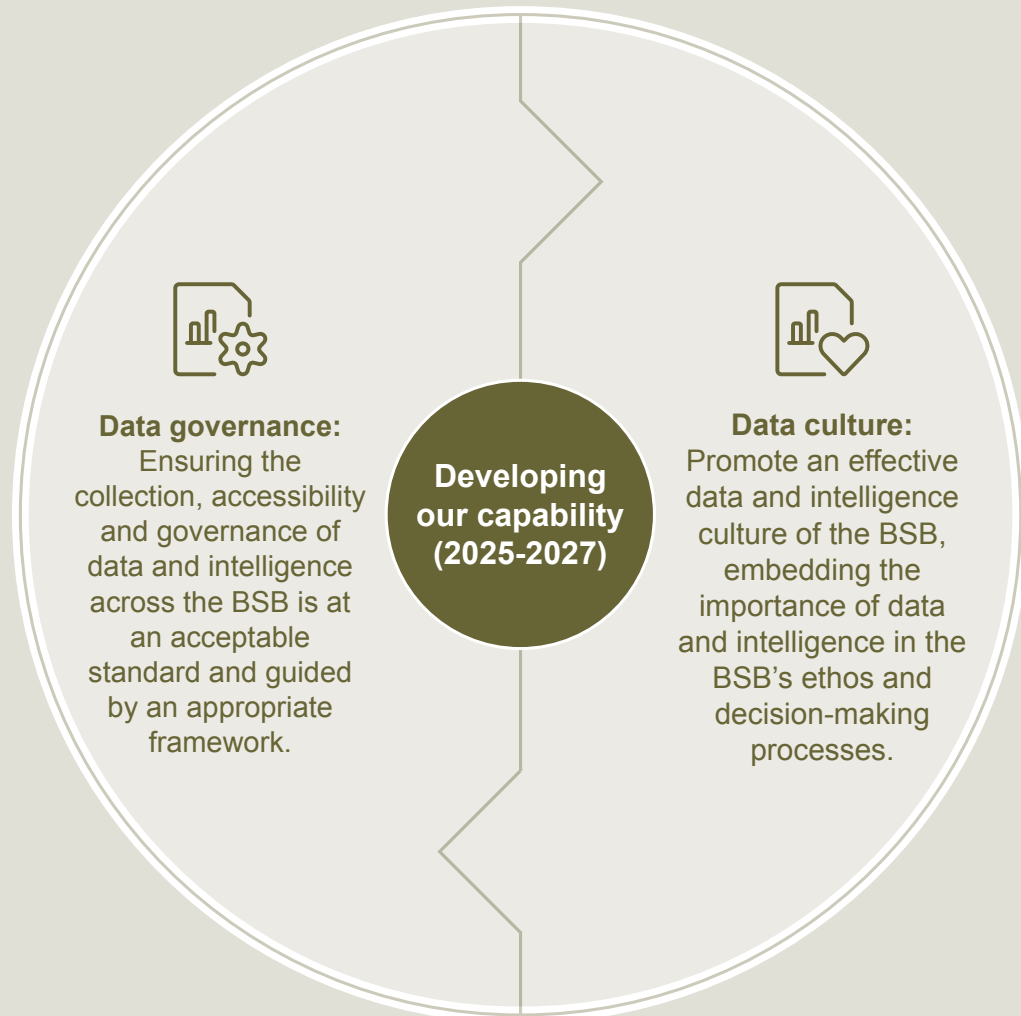 Data governance:
Ensuring the
collection, accessibility
and governance of
data and intelligence
across the BSB is at
an acceptable
standard and guided
by an appropriate
framework.
Developing
our capability
(2025-2027)
Data culture:
Promote an effective
data and intelligence
culture of the BSB,
embedding the
importance of data
and intelligence in the
BSB’s ethos and
decision-making
processes.